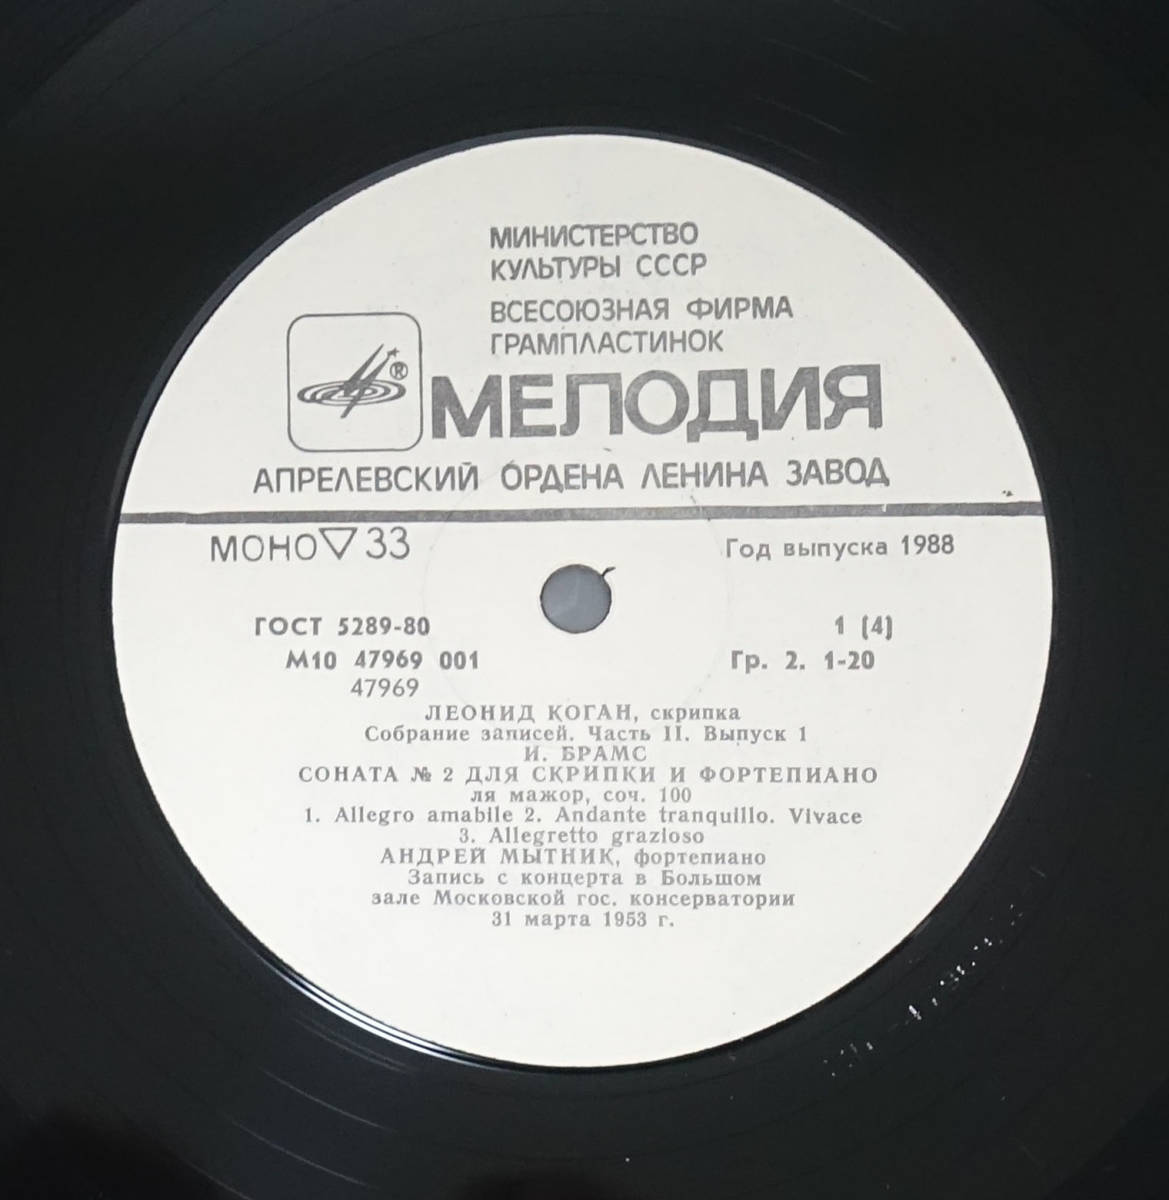 МИНИСТЕРСТВО
КУЛЬТУРЫ СССР
ВСЕСОЮЗНАЯ ФИРМА
ГРАМПЛАСТИНОК
®
МЕЛОДИЯ
АПРЕЛЕВСКИЙ ОРДЕНА ЛЕНИНА ЗАВОД
МОНО ▽ 33
Год выпуска 1988
ГОСТ 5289-80
1 (4)
М10 47969 001
Гр. 2. 1-20
47969
ЛЕОНИД КОГАН, скрипка
Собрание записей. Часть II. Выпуск 1
И. БРАМС
СОНАТА № 2 ДЛЯ СКРИПКИ И ФОРТЕПИАНО
ля мажор, соч. 100
1. Allegro amabile 2. Andante tranquillo. Vivace
3. Allegretto grazioso
АНДРЕЙ МЫТНИК, фортепиано
Запись с концерта в Большом
зале Московской гос. консерватории
31 марта 1953 г.